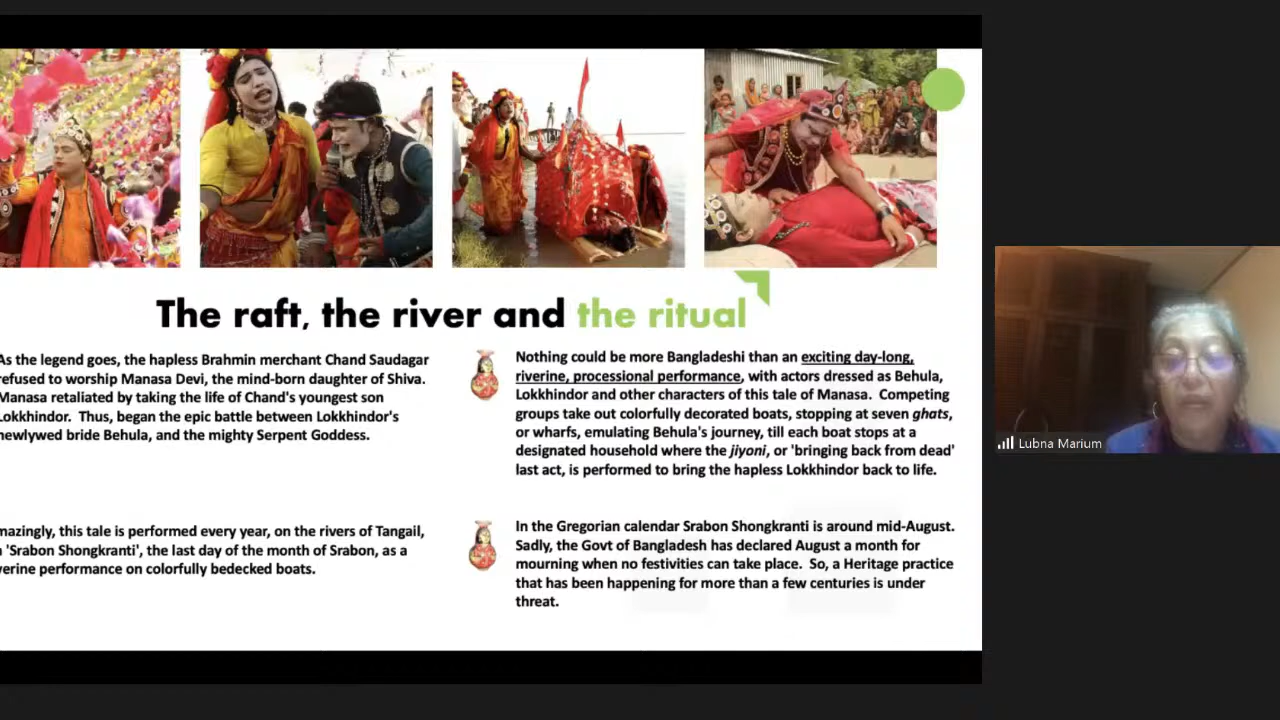 The raft, the river and the ritual
As the legend goes, the hapless Brahmin merchant Chand Saudagar
refused to worship Manasa Devi, the mind-born daughter of Shiva.
Manasa retaliated by taking the life of Chand's youngest son
Lokkhindor. Thus, began the epic battle between Lokkhindor's
newlywed bride Behula, and the mighty Serpent Goddess.
mazingly, this tale is performed every year, on the rivers of Tangail,
'Srabon Shongkranti', the last day of the month of Srabon, as a
verine performance on colorfully bedecked boats.
Nothing could be more Bangladeshi than an exciting day-long,
riverine, processional performance, with actors dressed as Behula,
Lokkhindor and other characters of this tale of Manasa. Competing
groups take out colorfully decorated boats, stopping at seven ghats,
or wharfs, emulating Behula's journey, till each boat stops at a
designated household where the jiyoni, or 'bringing back from dead'
last act, is performed to bring the hapless Lokkhindor back to life.
In the Gregorian calendar Srabon Shongkranti is around mid-August.
Sadly, the Govt of Bangladesh has declared August a month for
mourning when no festivities can take place. So, a Heritage practice
that has been happening for more than a few centuries is under
threat.
Lubna Marium